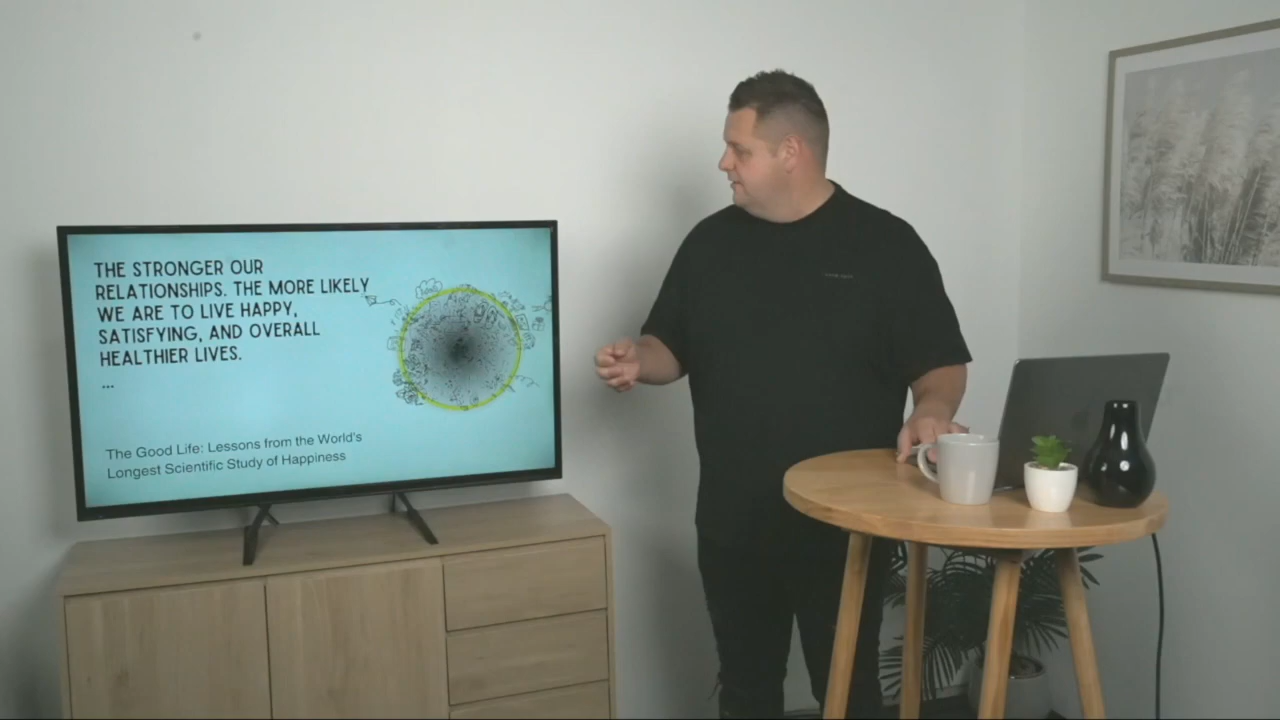 THE STRONGER OUR
RELATIONSHIPS. THE MORE LIKELY
WE ARE TO LIVE HAPPY,
SATISFYING, AND OVERALL
HEALTHIER LIVES.
...
The Good Life: Lessons from the World's
Longest Scientific Study of Happiness